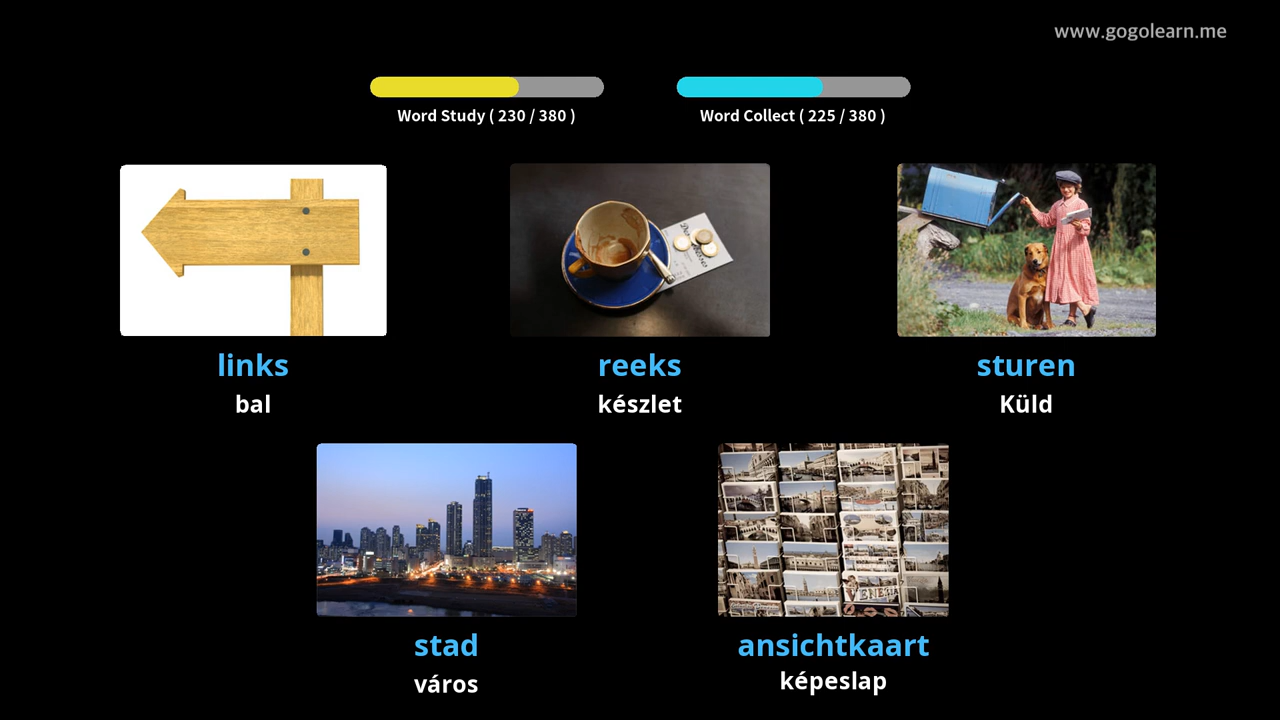 www.gogolearn.me
Word Study ( 230 / 380 )
Word Collect ( 225 / 380 )
links
bal
reeks
készlet
sturen
Küld
stad
város
ansichtkaart
képeslap